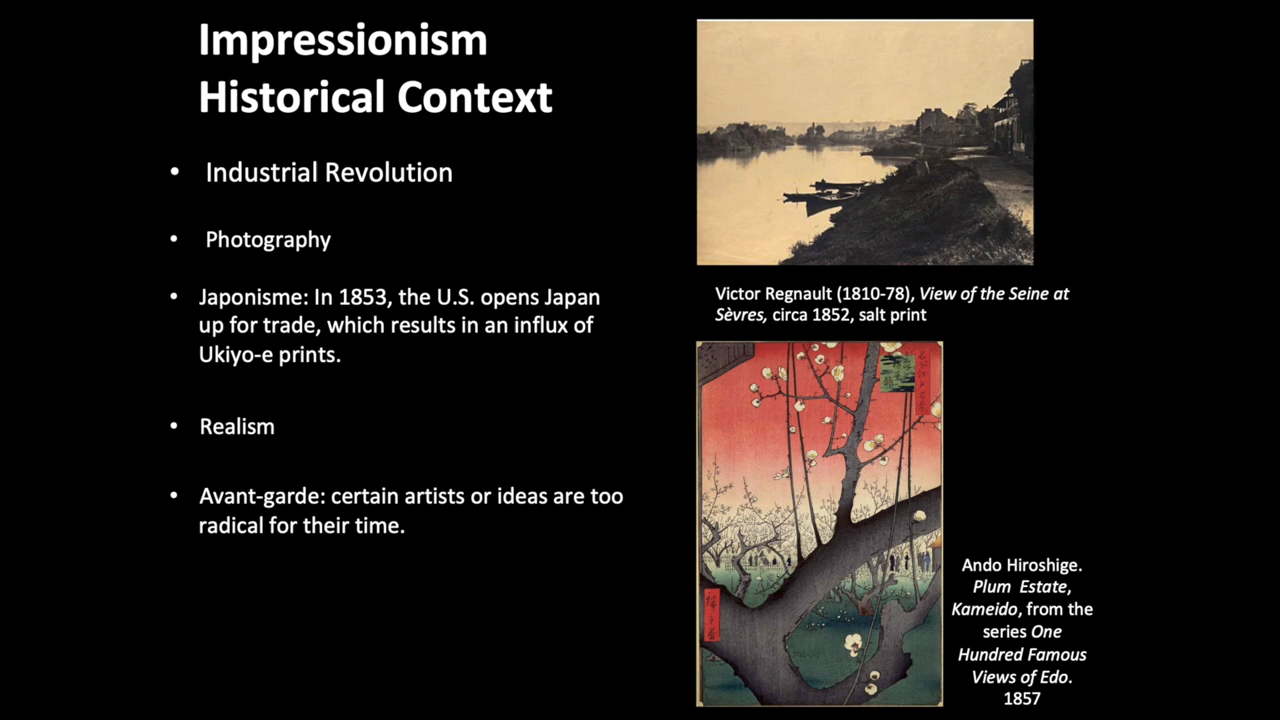 Impressionism
Historical Context
• Industrial Revolution
• Photography
• Japonisme: In 1853, the U.S. opens Japan
up for trade, which results in an influx of
Ukiyo-e prints.
• Realism
• Avant-garde: certain artists or ideas are too
radical for their time.
Victor Regnault (1810-78), View of the Seine at
Sèvres, circa 1852, salt print
Ando Hiroshige.
Plum Estate,
Kameido, from the
series One
Hundred Famous
Views of Edo.
1857